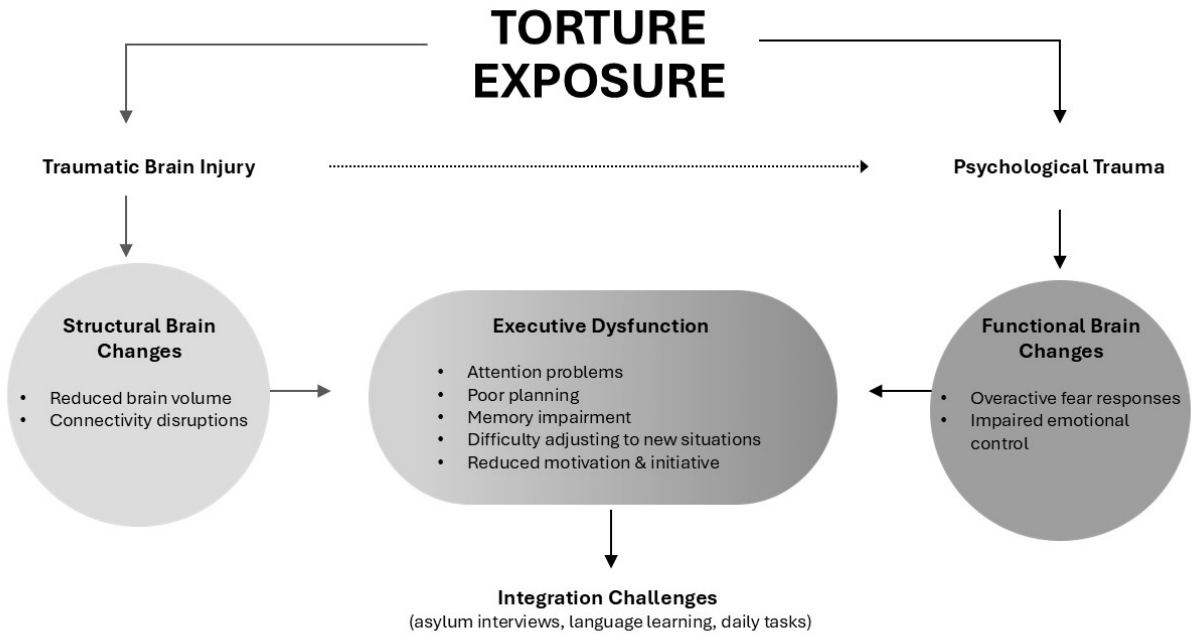 TORTURE
EXPOSURE
Traumatic Brain Injury
Psychological Trauma
Structural Brain
Changes
• Reduced brain volume
• Connectivity disruptions
Executive Dysfunction
• Attention problems
• Poor planning
• Memory impairment
• Difficulty adjusting to new situations
• Reduced motivation & initiative
Functional Brain
Changes
• Overactive fear responses
• Impaired emotional
control
Integration Challenges
(asylum interviews, language learning, daily tasks)